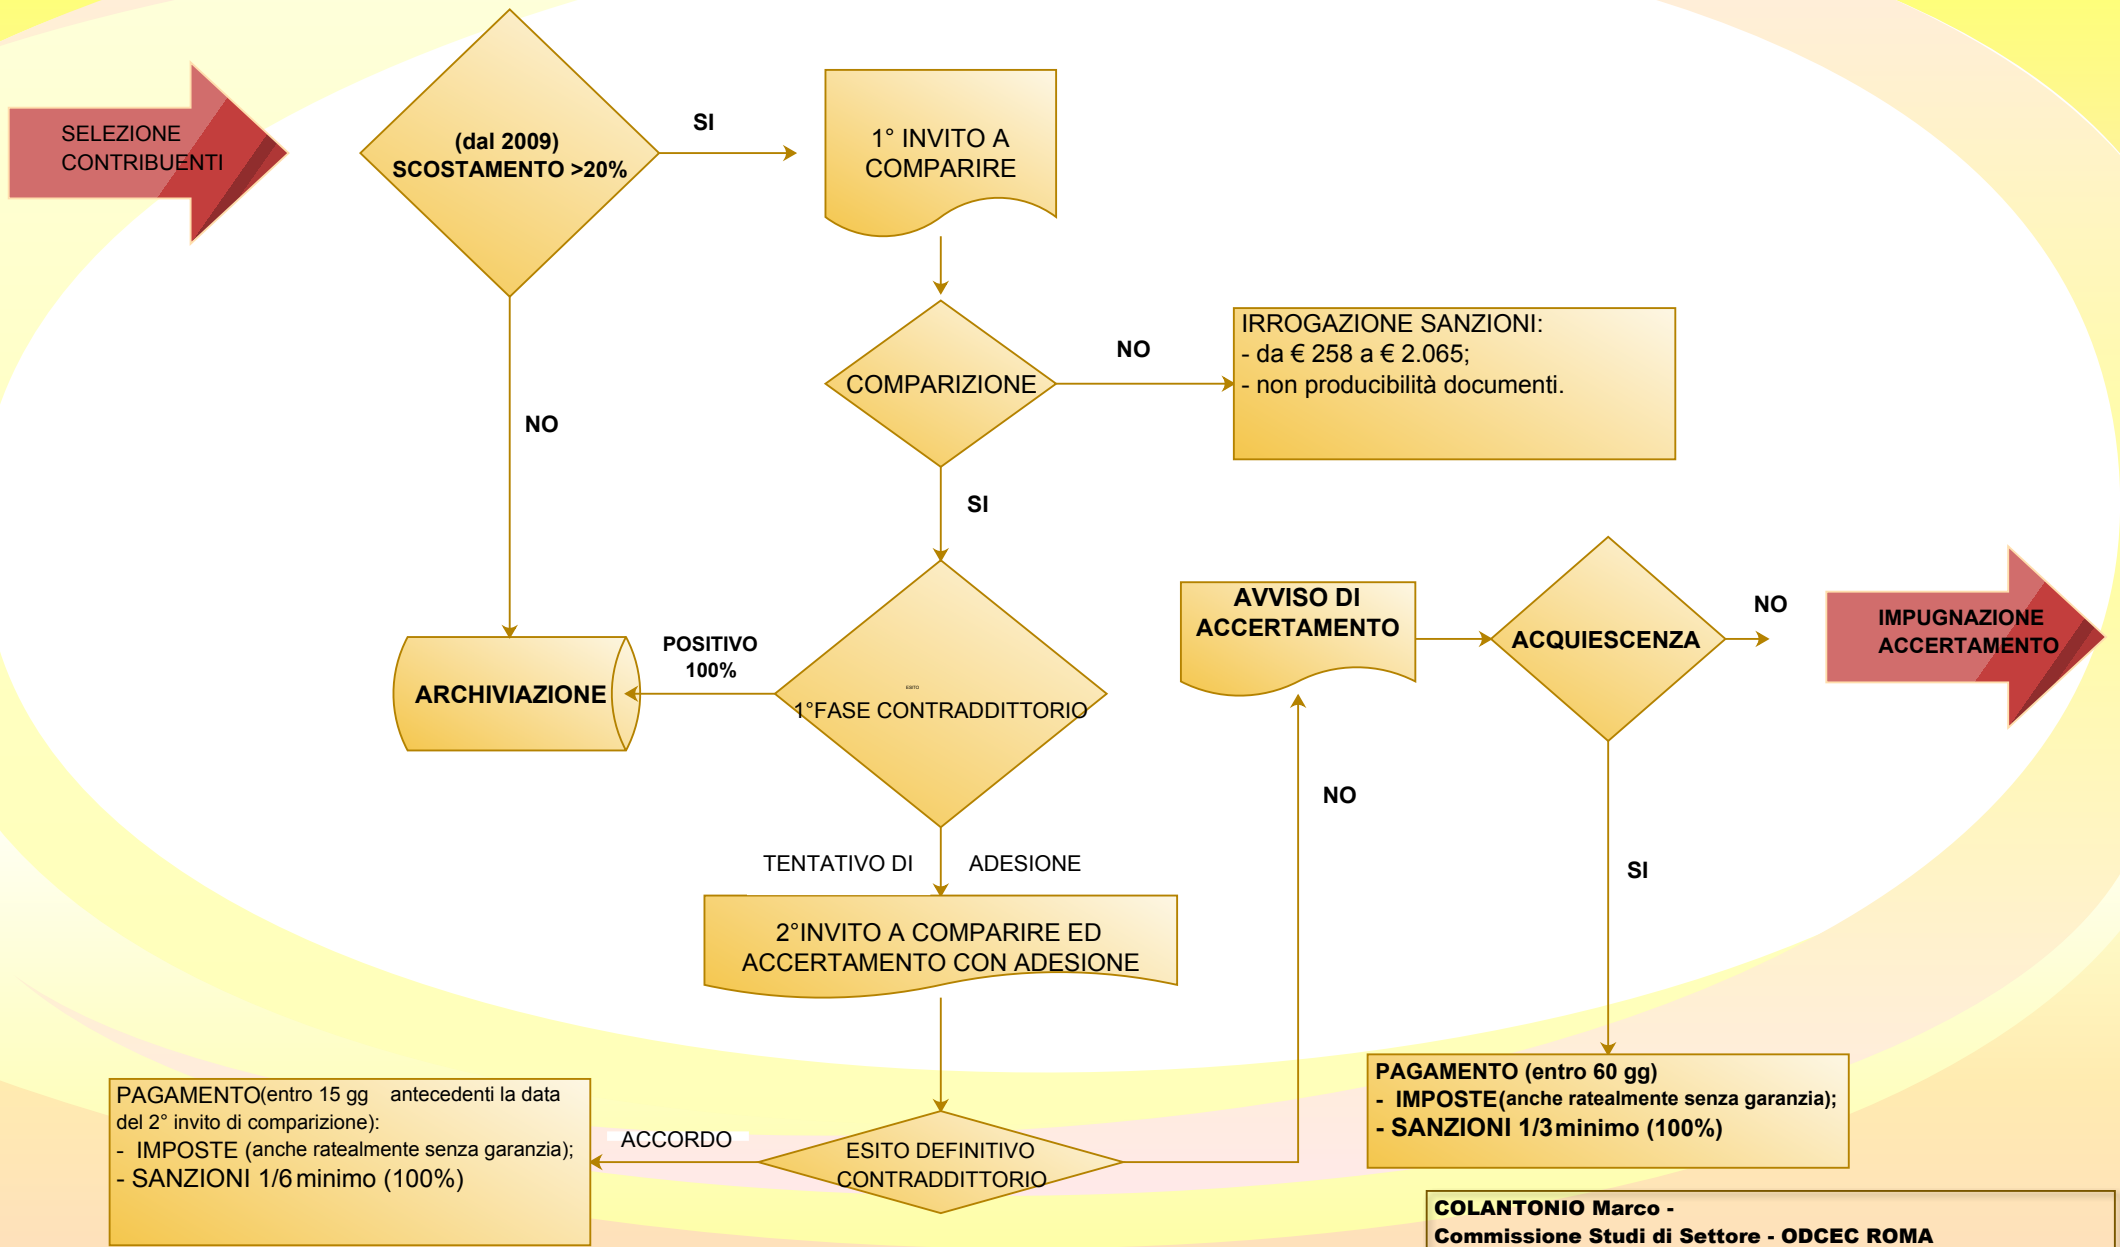 SELEZIONE
CONTRIBUENTI
(dal 2009)
SCOSTAMENTO >20%
SI
1° INVITO A
COMPARIRE
NO
COMPARIZIONE
NO
IRROGAZIONE SANZIONI:
- da € 258 a € 2.065;
- non producibilità documenti.
SI
ARCHIVIAZIONE
POSITIVO
100%
ESITO
1°FASE CONTRADDITTORIO
AVVISO DI
ACCERTAMENTO
ACQUIESCENZA
NO
IMPUGNAZIONE
ACCERTAMENTO
NO
SI
TENTATIVO DI ADESIONE
2°INVITO A COMPARIRE ED
ACCERTAMENTO CON ADESIONE
PAGAMENTO(entro 15 gg antecedenti la data
del 2° invito di comparizione):
- IMPOSTE (anche ratealmente senza garanzia);
- SANZIONI 1/6 minimo (100%)
ACCORDO
ESITO DEFINITIVO
CONTRADDITTORIO
PAGAMENTO (entro 60 gg)
- IMPOSTE(anche ratealmente senza garanzia);
- SANZIONI 1/3 minimo (100%)
COLANTONIO Marco -
Commissione Studi di Settore - ODCEC ROMA